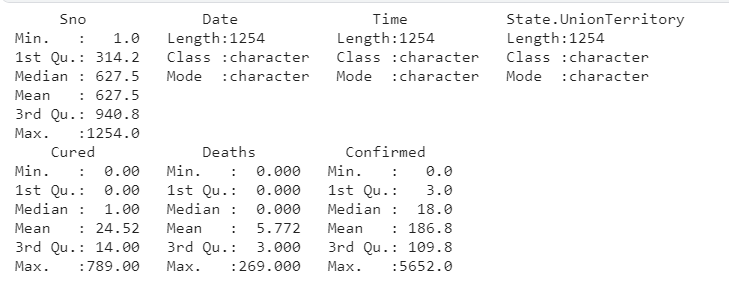 Sno             Date               Time           State.UnionTerritory
 Min.   :   1.0   Length:1254        Length:1254        Length:1254
 1st Qu.: 314.2   Class :character   Class :character   Class :character
 Median : 627.5   Mode  :character   Mode  :character   Mode  :character
 Mean   : 627.5
 3rd Qu.: 940.8
 Max.   :1254.0
     Cured            Deaths          Confirmed
 Min.   :  0.00   Min.   :  0.000   Min.   :   0.0
 1st Qu.:  0.00   1st Qu.:  0.000   1st Qu.:   3.0
 Median :  1.00   Median :  0.000   Median :  18.0
 Mean   : 24.52   Mean   :  5.772   Mean   : 186.8
 3rd Qu.: 14.00   3rd Qu.:  3.000   3rd Qu.: 109.8
 Max.   :789.00   Max.   :269.000   Max.   :5652.0